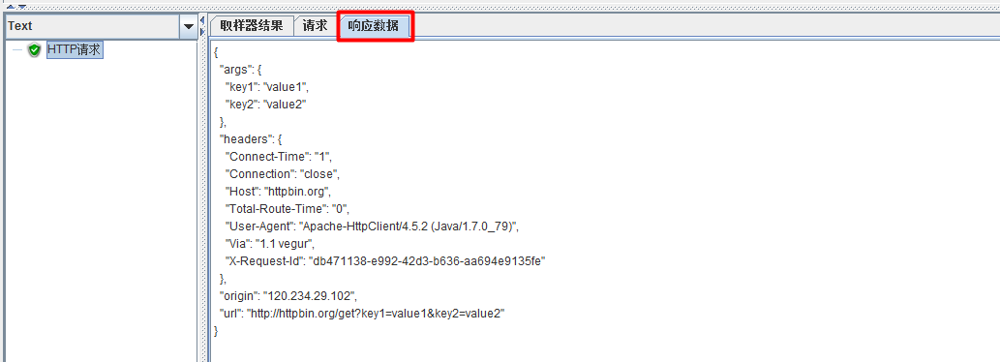 Text
取样器结果
请求
响应数据
HTTP请求
{
"args": {
"key1": "value1",
"key2": "value2"
},
"headers": {
"Connect-Time": "1",
"Connection": "close",
"Host": "httpbin.org",
"Total-Route-Time": "0",
"User-Agent": "Apache-HttpClient/4.5.2 (Java/1.7.0_79)",
"Via": "1.1 vegur",
"X-Request-Id": "db471138-e992-42d3-b636-aa694e9135fe"
},
"origin": "120.234.29.102",
"url": "http://httpbin.org/get?key1=value1&key2=value2"
}